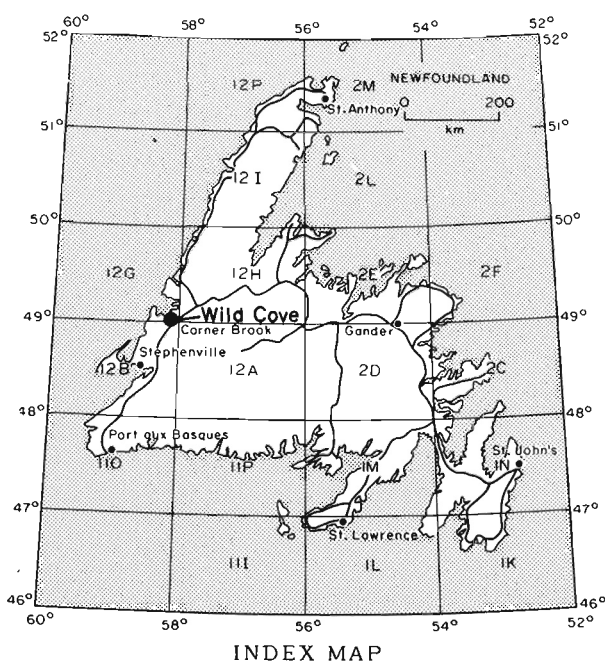 60° 58° 56° 54° 52°
52° 52°
12P 2M NEWFOUNDLAND
St. Anthony 0 200
km
51° 51°
12I 2L
50° 50°
12G 12H 2E 2F
Wild Cove
49° Corner Brook Gander 49°
Stephenville
12B 12A 2D 2C
48° 48°
Port aux Basques St. John's
11O 11P 1M 1N
47° 47°
St. Lawrence
11I 1L 1K
46° 46°
60° 58° 56° 54° 52°
INDEX MAP